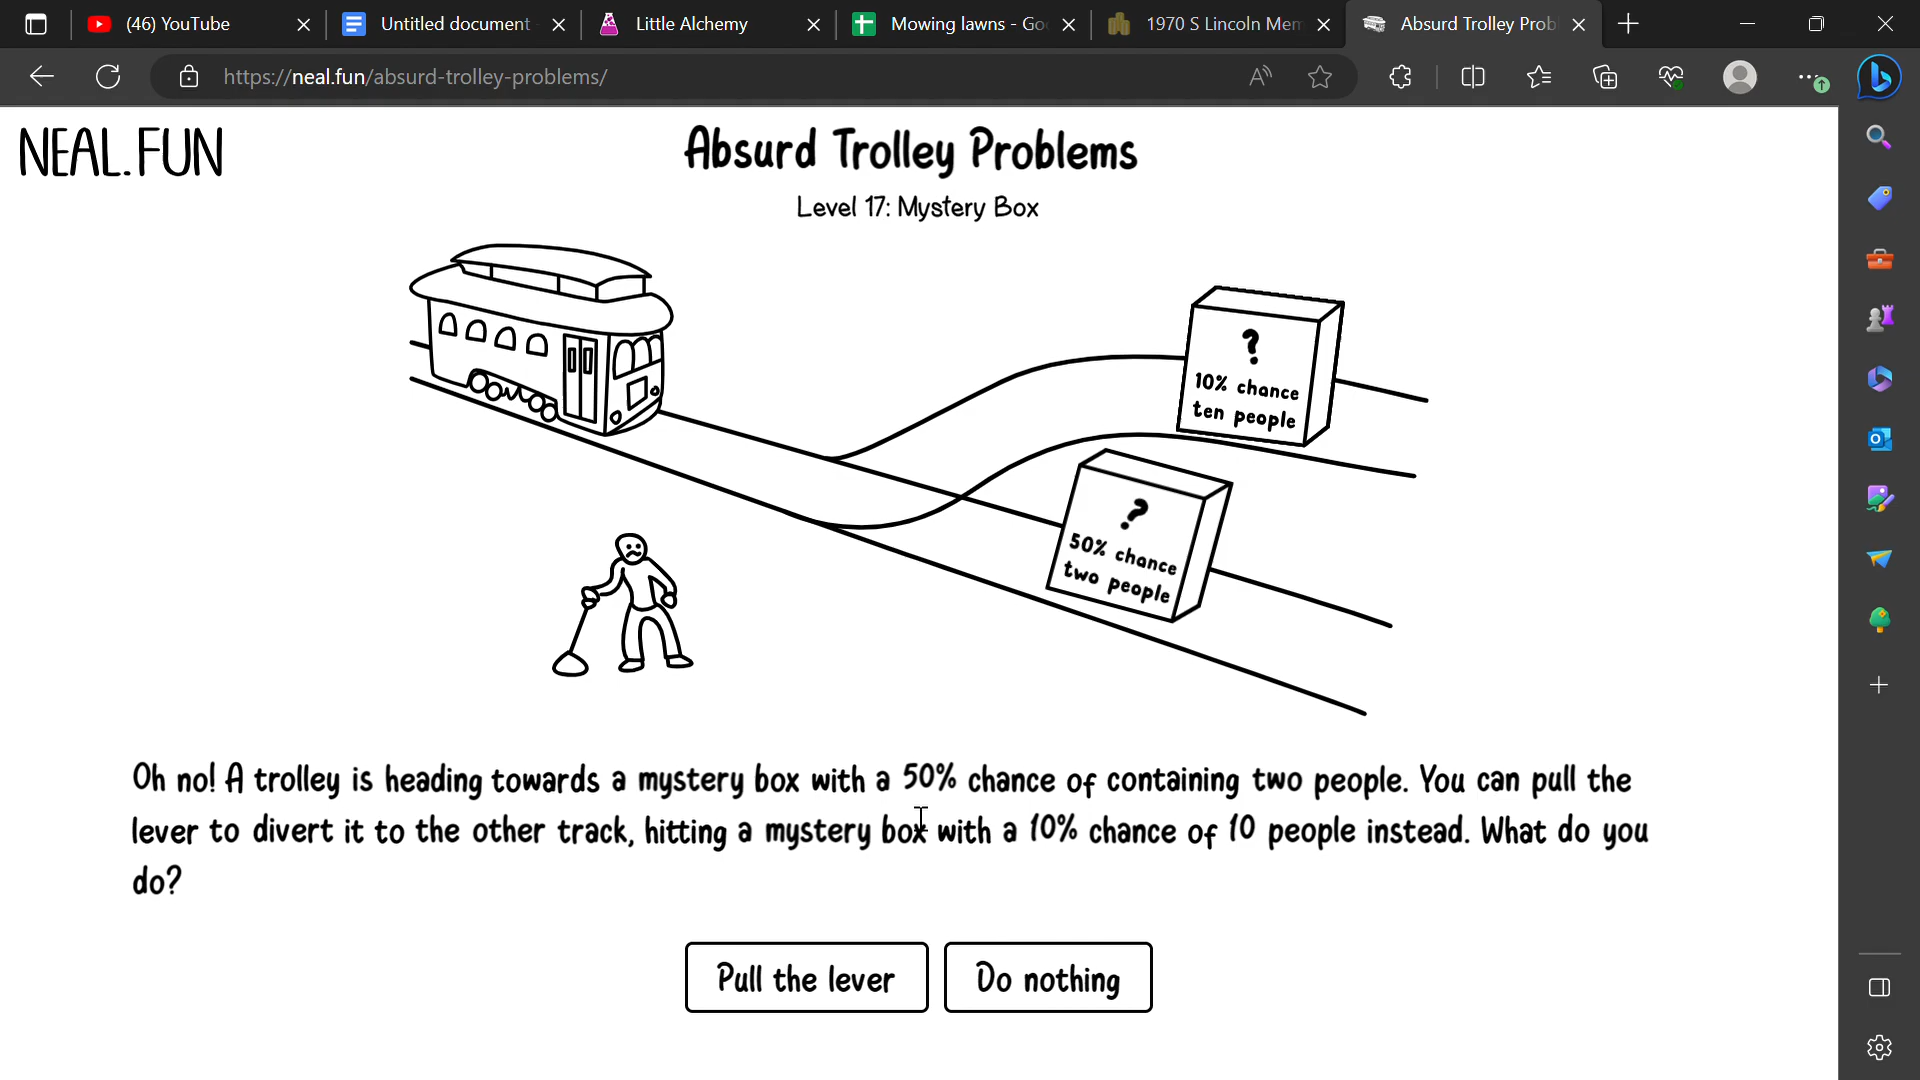 (46) YouTube
Untitled document
Little Alchemy
Mowing lawns - Go
1970 S Lincoln Mem
Absurd Trolley Prob
https://neal.fun/absurd-trolley-problems/
NEAL.FUN
Absurd Trolley Problems
Level 17: Mystery Box
?
10% chance
ten people
?
50% chance
two people
Oh no! A trolley is heading towards a mystery box with a 50% chance of containing two people. You can pull the
lever to divert it to the other track, hitting a mystery box with a 10% chance of 10 people instead. What do you
do?
Pull the lever
Do nothing